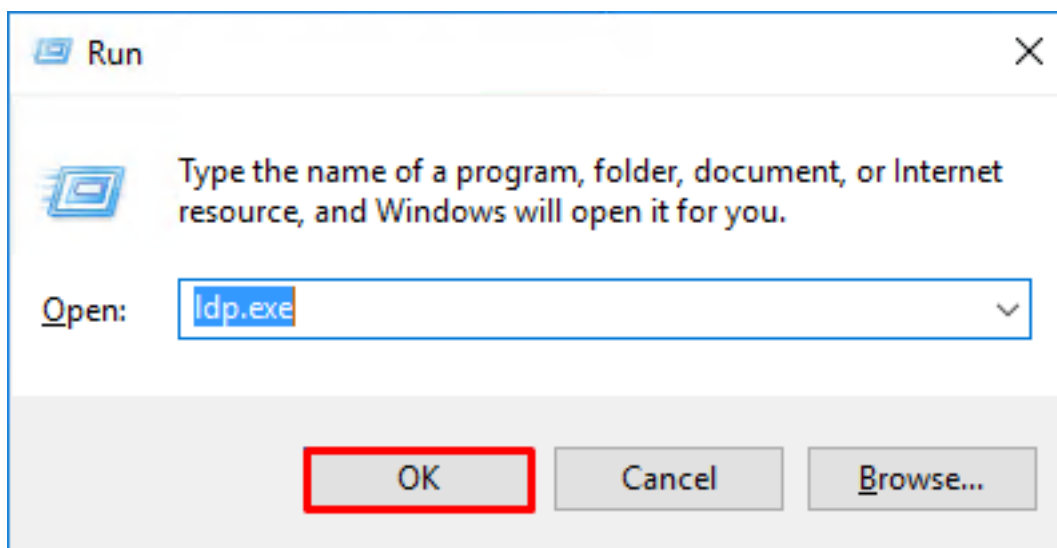 Run
Type the name of a program, folder, document, or Internet
resource, and Windows will open it for you.
Open:
ldp.exe
OK
Cancel
Browse...